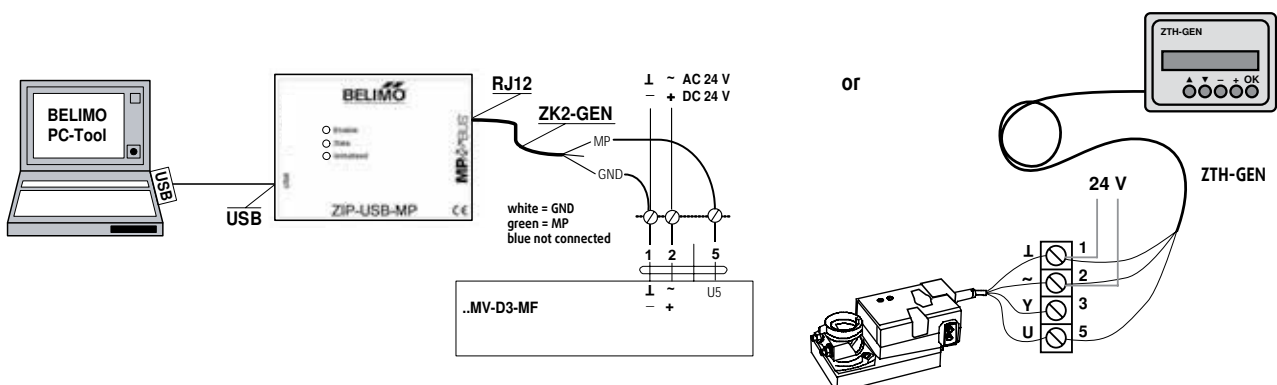 BELIMO
PC-Tool
USB
USB
BELIMO
ZIP-USB-MP
CE
RJ12
ZK2-GEN
MP
GND
white = GND
green = MP
blue not connected
⊥ ~ AC 24 V
− + DC 24 V
1 2 5
⊥ ~ U5
− +
..MV-D3-MF
or
ZTH-GEN
▲ ▼ − + OK
ZTH-GEN
24 V
⊥ 1
~ 2
Y 3
U 5